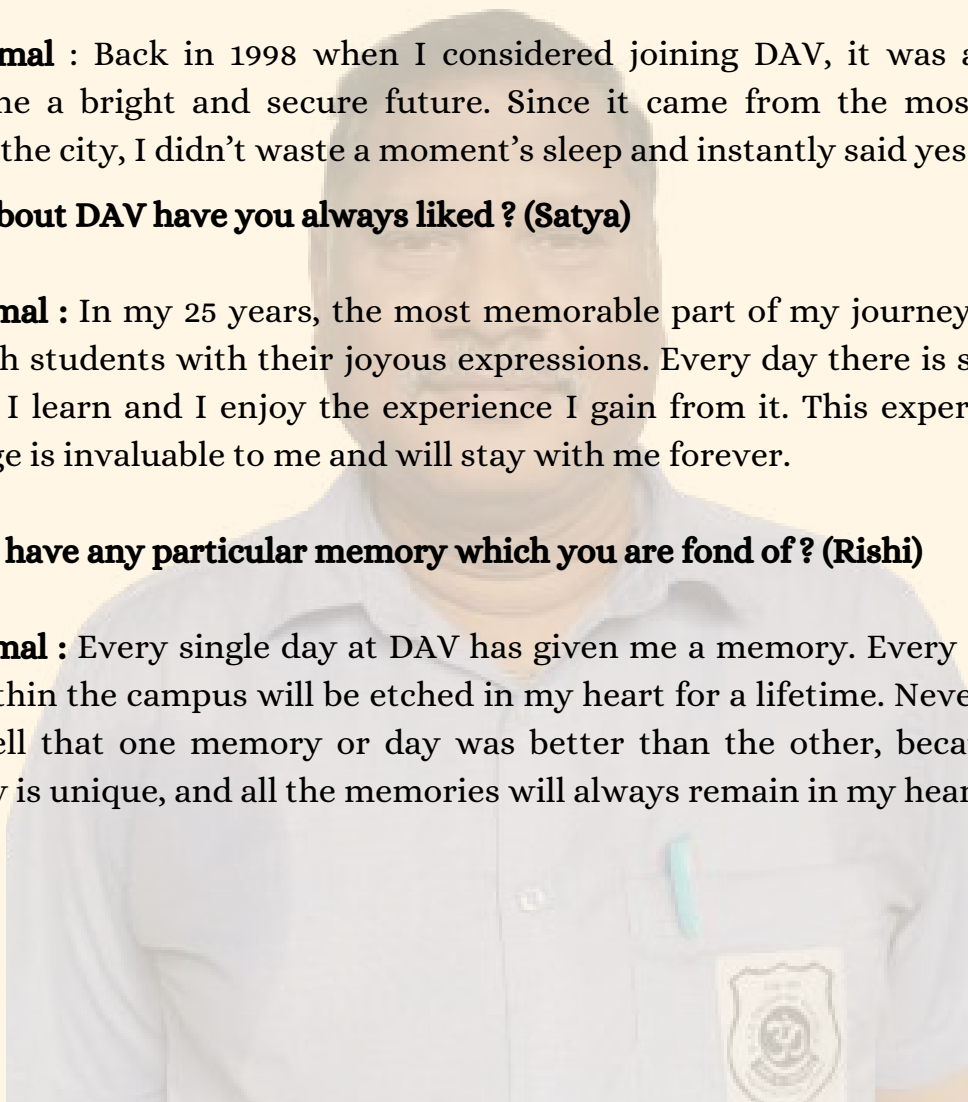 mal : Back in 1998 when I considered joining DAV, it was a
ne a bright and secure future. Since it came from the mos
the city, I didn’t waste a moment’s sleep and instantly said yes
bout DAV have you always liked ? (Satya)
mal : In my 25 years, the most memorable part of my journey
h students with their joyous expressions. Every day there is s
I learn and I enjoy the experience I gain from it. This exper
ge is invaluable to me and will stay with me forever.
have any particular memory which you are fond of ? (Rishi)
mal : Every single day at DAV has given me a memory. Every
thin the campus will be etched in my heart for a lifetime. Neve
ell that one memory or day was better than the other, beca
y is unique, and all the memories will always remain in my hear